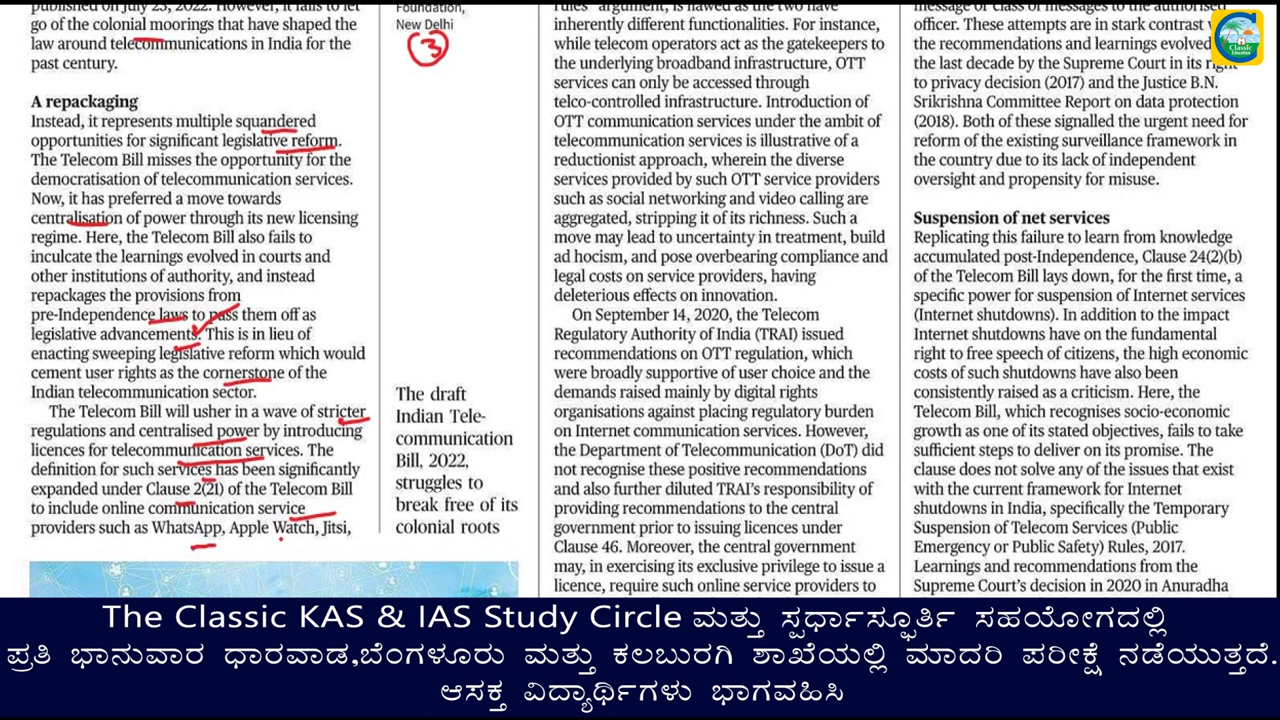 published on July 23, 2022. However, it fails to let
go of the colonial moorings that have shaped the
law around telecommunications in India for the
past century.
A repackaging
Instead, it represents multiple squandered
opportunities for significant legislative reform.
The Telecom Bill misses the opportunity for the
democratisation of telecommunication services.
Now, it has preferred a move towards
centralisation of power through its new licensing
regime. Here, the Telecom Bill also fails to
inculcate the learnings evolved in courts and
other institutions of authority, and instead
repackages the provisions from
pre-Independence laws to pass them off as
legislative advancements. This is in lieu of
enacting sweeping legislative reform which would
cement user rights as the cornerstone of the
Indian telecommunication sector.
The Telecom Bill will usher in a wave of stricter
regulations and centralised power by introducing
licences for telecommunication services. The
definition for such services has been significantly
expanded under Clause 2(21) of the Telecom Bill
to include online communication service
providers such as WhatsApp, Apple Watch, Jitsi,
Foundation,
New Delhi
3
The draft
Indian Tele-
communication
Bill, 2022,
struggles to
break free of its
colonial roots
rules" argument, is flawed as the two have
inherently different functionalities. For instance,
while telecom operators act as the gatekeepers to
the underlying broadband infrastructure, OTT
services can only be accessed through
telco-controlled infrastructure. Introduction of
OTT communication services under the ambit of
telecommunication services is illustrative of a
reductionist approach, wherein the diverse
services provided by such OTT service providers
such as social networking and video calling are
aggregated, stripping it of its richness. Such a
move may lead to uncertainty in treatment, build
ad hocism, and pose overbearing compliance and
legal costs on service providers, having
deleterious effects on innovation.
On September 14, 2020, the Telecom
Regulatory Authority of India (TRAI) issued
recommendations on OTT regulation, which
were broadly supportive of user choice and the
demands raised mainly by digital rights
organisations against placing regulatory burden
on Internet communication services. However,
the Department of Telecommunication (DoT) did
not recognise these positive recommendations
and also further diluted TRAI's responsibility of
providing recommendations to the central
government prior to issuing licences under
Clause 46. Moreover, the central government
may, in exercising its exclusive privilege to issue a
licence, require such online service providers to
message or class of messages to the authorised
officer. These attempts are in stark contrast
the recommendations and learnings evolved
the last decade by the Supreme Court in its right
to privacy decision (2017) and the Justice B.N.
Srikrishna Committee Report on data protection
(2018). Both of these signalled the urgent need for
reform of the existing surveillance framework in
the country due to its lack of independent
oversight and propensity for misuse.
Suspension of net services
Replicating this failure to learn from knowledge
accumulated post-Independence, Clause 24(2)(b)
of the Telecom Bill lays down, for the first time, a
specific power for suspension of Internet services
(Internet shutdowns). In addition to the impact
Internet shutdowns have on the fundamental
right to free speech of citizens, the high economic
costs of such shutdowns have also been
consistently raised as a criticism. Here, the
Telecom Bill, which recognises socio-economic
growth as one of its stated objectives, fails to take
sufficient steps to deliver on its promise. The
clause does not solve any of the issues that exist
with the current framework for Internet
shutdowns in India, specifically the Temporary
Suspension of Telecom Services (Public
Emergency or Public Safety) Rules, 2017.
Learnings and recommendations from the
Supreme Court's decision in 2020 in Anuradha
Classic
Education
The Classic KAS & IAS Study Circle ಮತ್ತು ಸ್ಪರ್ಧಾಸ್ಫೂರ್ತಿ ಸಹಯೋಗದಲ್ಲಿ
ಪ್ರತಿ ಭಾನುವಾರ ಧಾರವಾಡ,ಬೆಂಗಳೂರು ಮತ್ತು ಕಲಬುರಗಿ ಶಾಖೆಯಲ್ಲಿ ಮಾದರಿ ಪರೀಕ್ಷೆ ನಡೆಯುತ್ತದೆ.
ಆಸಕ್ತ ವಿದ್ಯಾರ್ಥಿಗಳು ಭಾಗವಹಿಸಿ